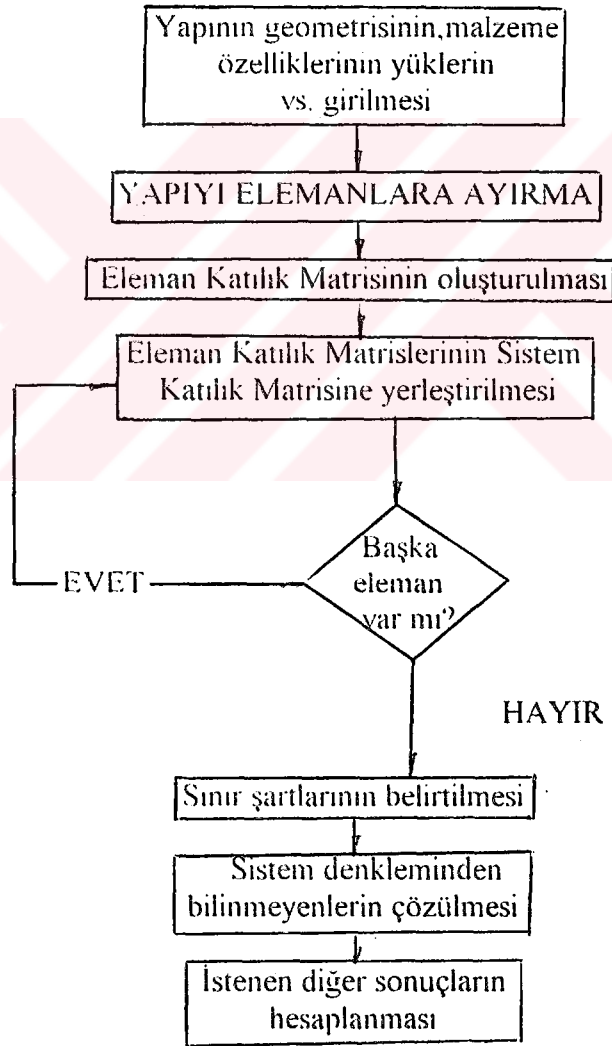 Yapının geometrisinin,malzeme
özelliklerinin yüklerin
vs. girilmesi
YAPIYI ELEMANLARA AYIRMA
Eleman Katılık Matrisinin oluşturulması
Eleman Katılık Matrislerinin Sistem
Katılık Matrisine yerleştirilmesi
Başka
eleman
var mı?
EVET
HAYIR
Sınır şartlarının belirtilmesi
Sistem denkleminden
bilinmeyenlerin çözülmesi
İstenen diğer sonuçların
hesaplanması